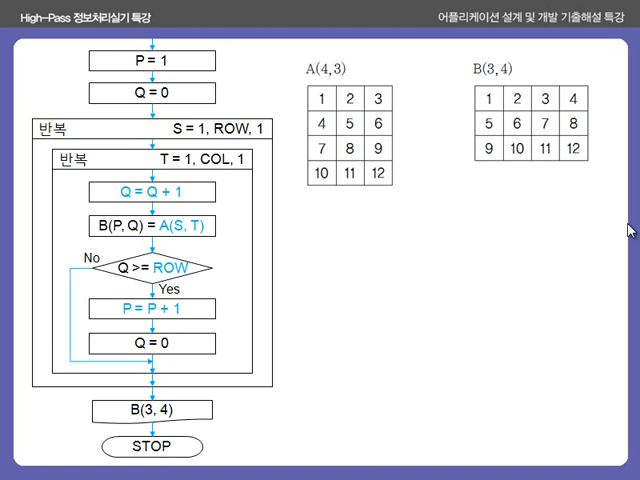 High-Pass 정보처리실기 특강
어플리케이션 설계 및 개발 기출해설 특강
P = 1
Q = 0
반복 S = 1, ROW, 1
반복 T = 1, COL, 1
Q = Q + 1
B(P, Q) = A(S, T)
No
Q >= ROW
Yes
P = P + 1
Q = 0
B(3, 4)
STOP
A(4, 3)
1 2 3
4 5 6
7 8 9
10 11 12
B(3, 4)
1 2 3 4
5 6 7 8
9 10 11 12